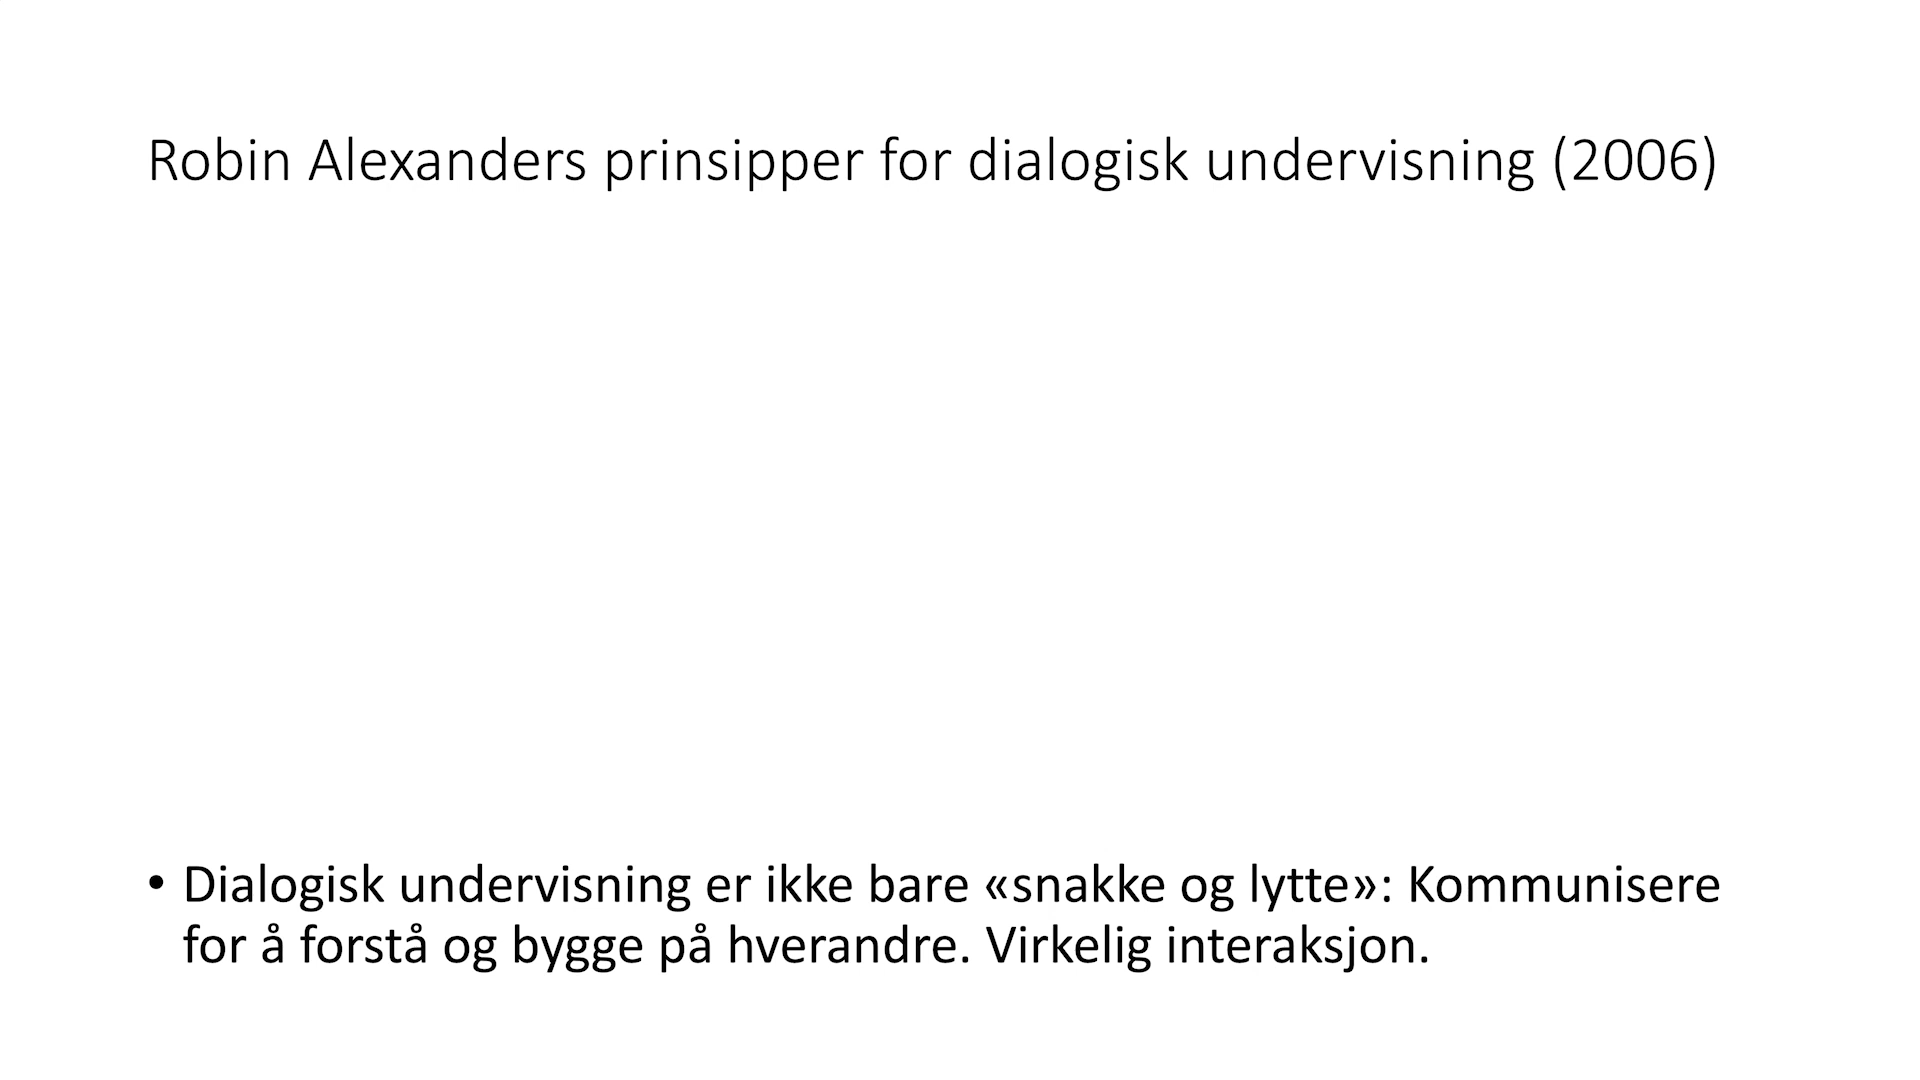 Robin Alexanders prinsipper for dialogisk undervisning (2006)
• Dialogisk undervisning er ikke bare «snakke og lytte»: Kommunisere
for å forstå og bygge på hverandre. Virkelig interaksjon.